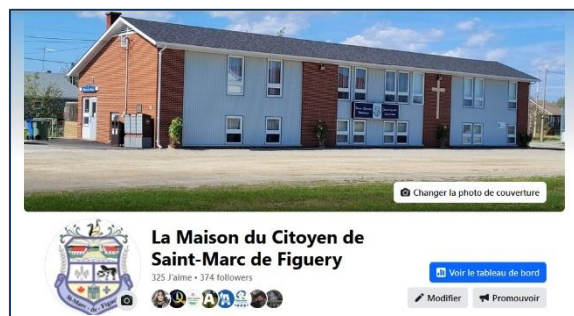 Changer la photo de couverture
La Maison du Citoyen de
Saint-Marc de Figuery
325 J'aime • 374 followers
Voir le tableau de bord
Modifier
Promouvoir